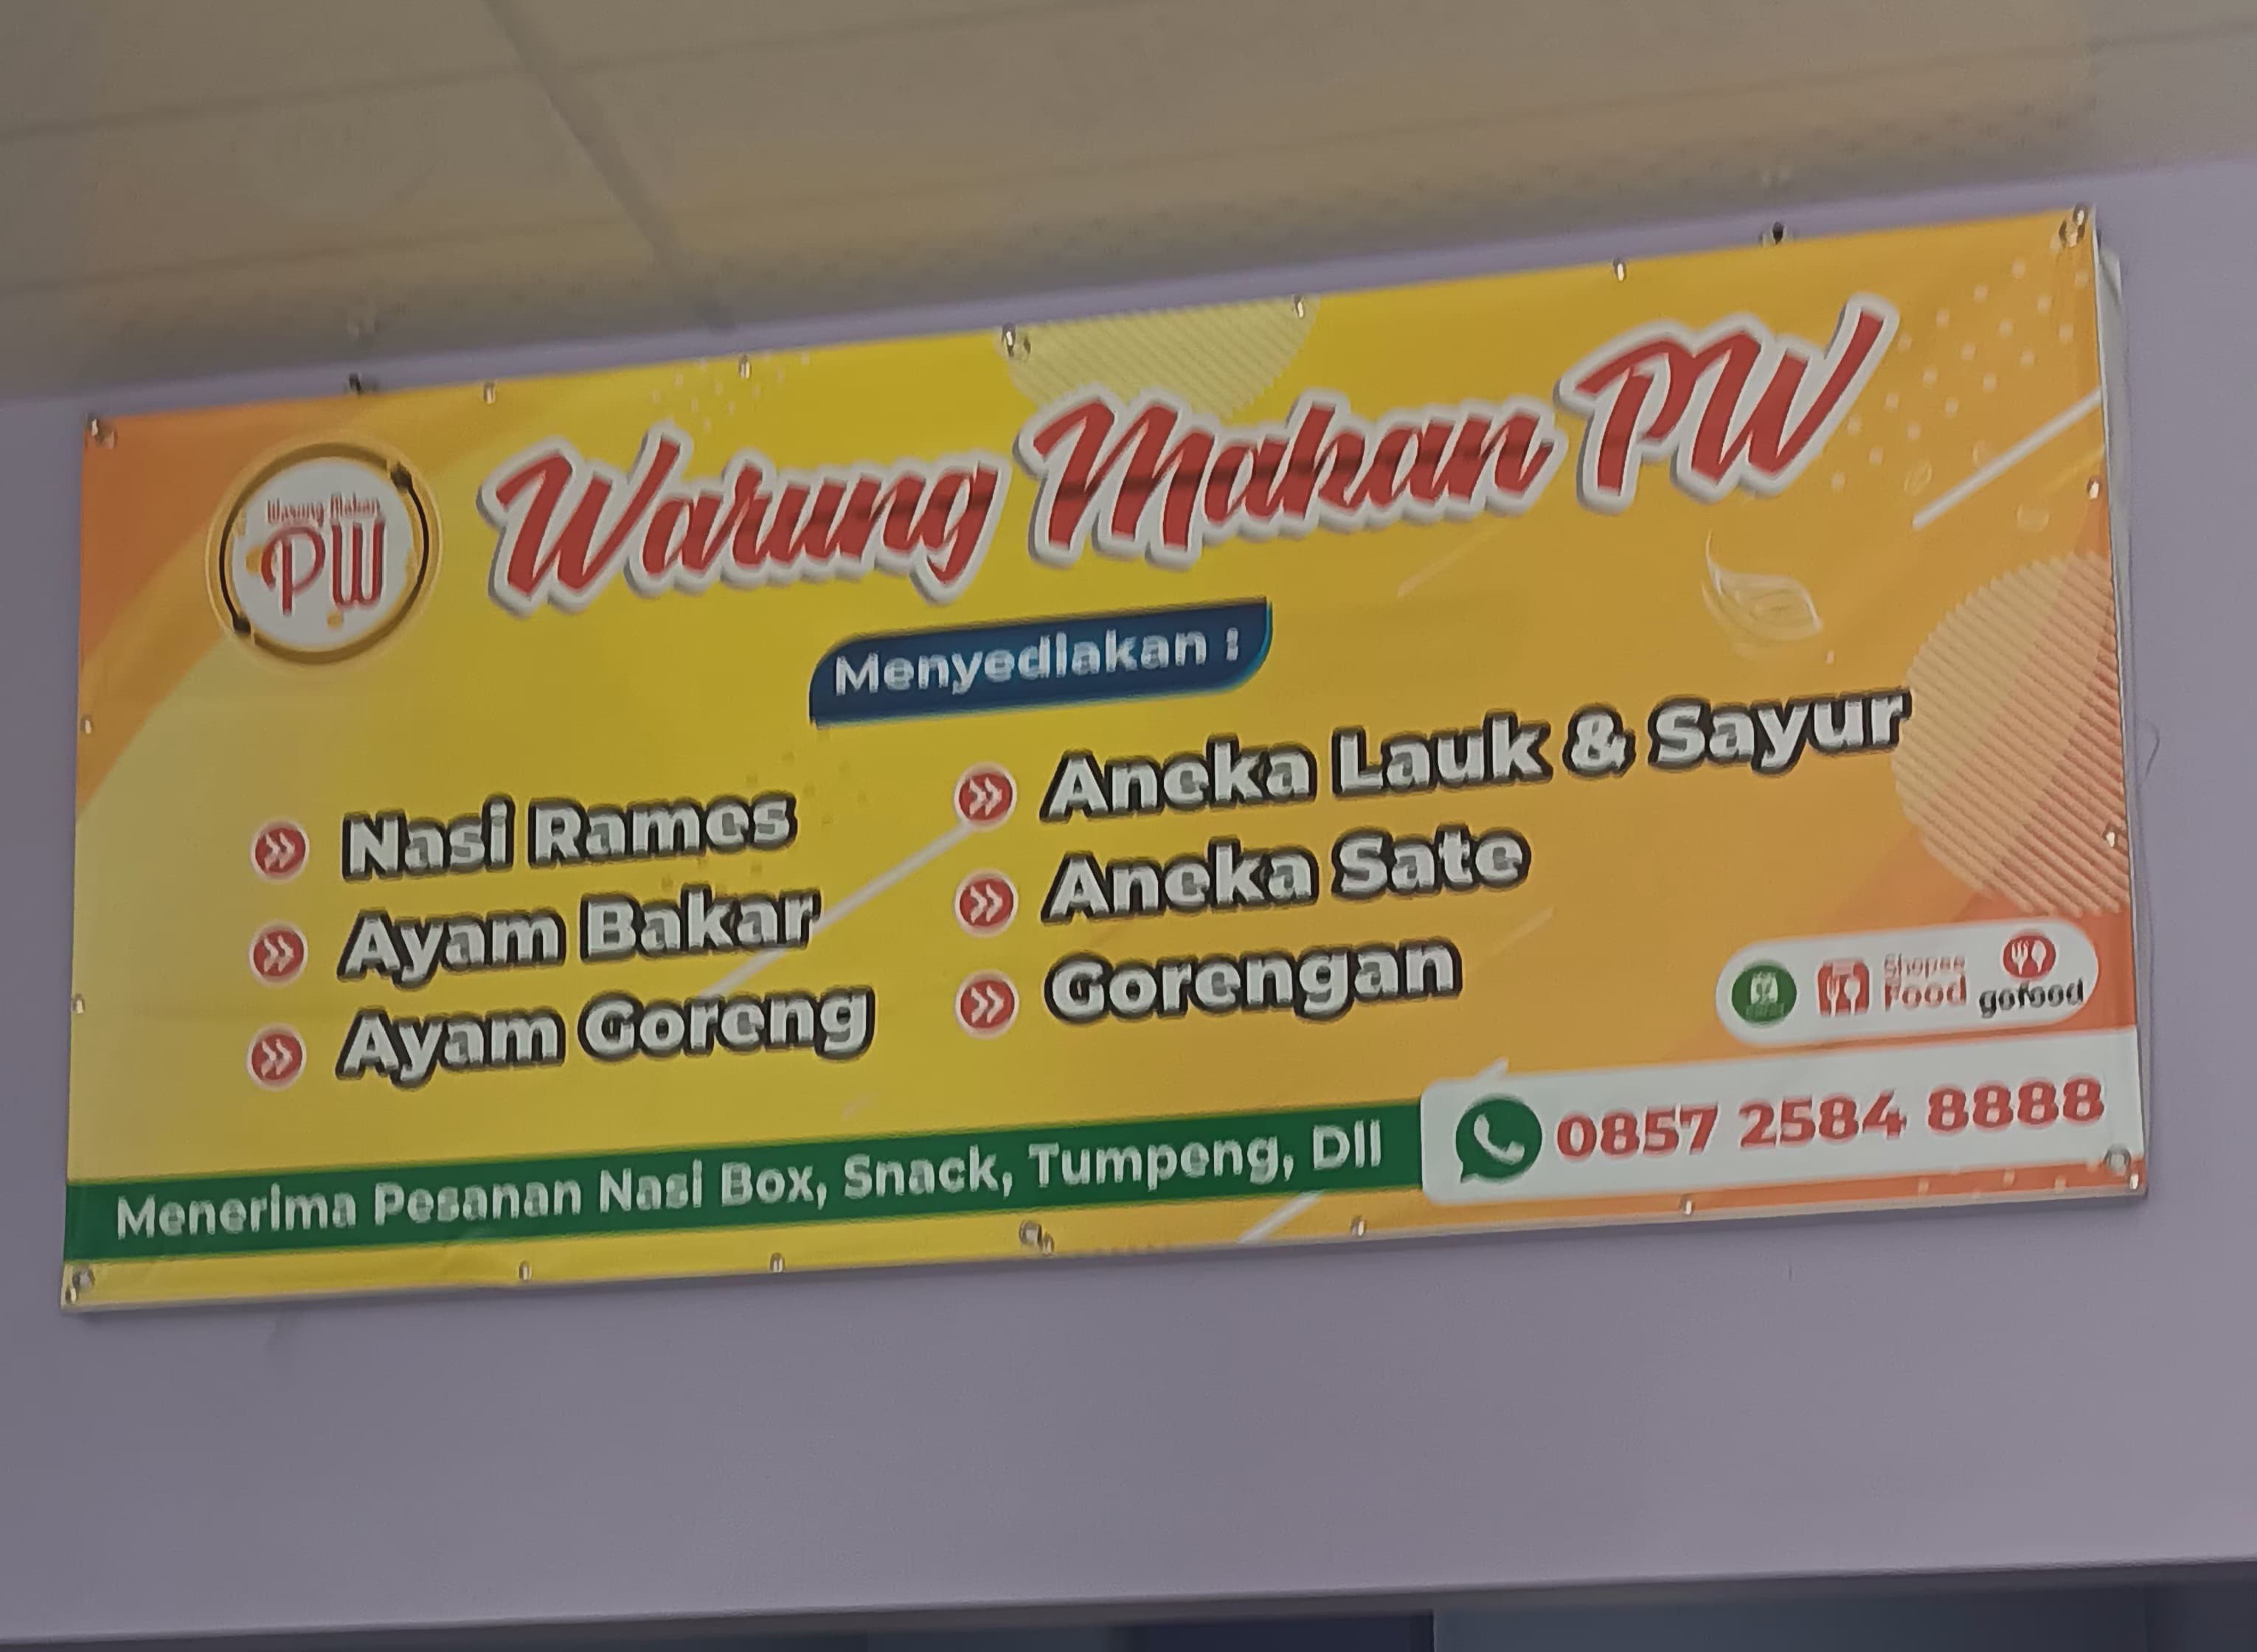 Warung Makan
PW
Warung Makan PW
Menyediakan :
Nasi Rames
Ayam Bakar
Ayam Goreng
Aneka Lauk & Sayur
Aneka Sate
Gorengan
Shopee
Food
gofood
Menerima Pesanan Nasi Box, Snack, Tumpeng, Dll
0857 2584 8888